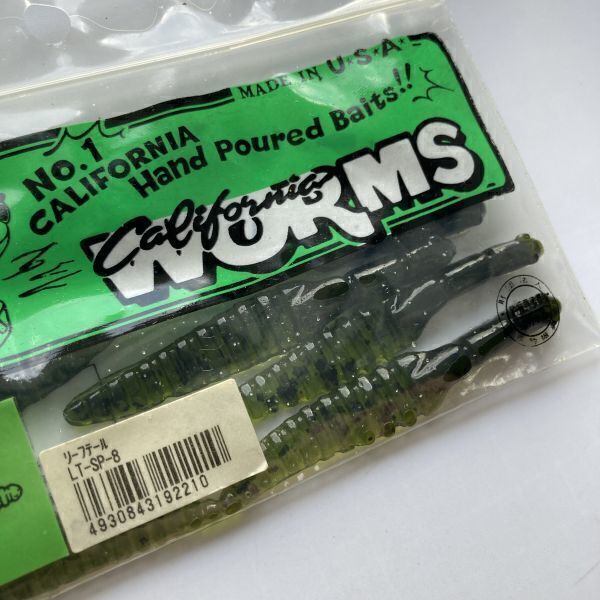 MADE IN U·S·A·
NO.1
CALIFORNIA
Hand Poured Baits!!
California
WORMS
リーフテール
LT-SP-8
4930843192210